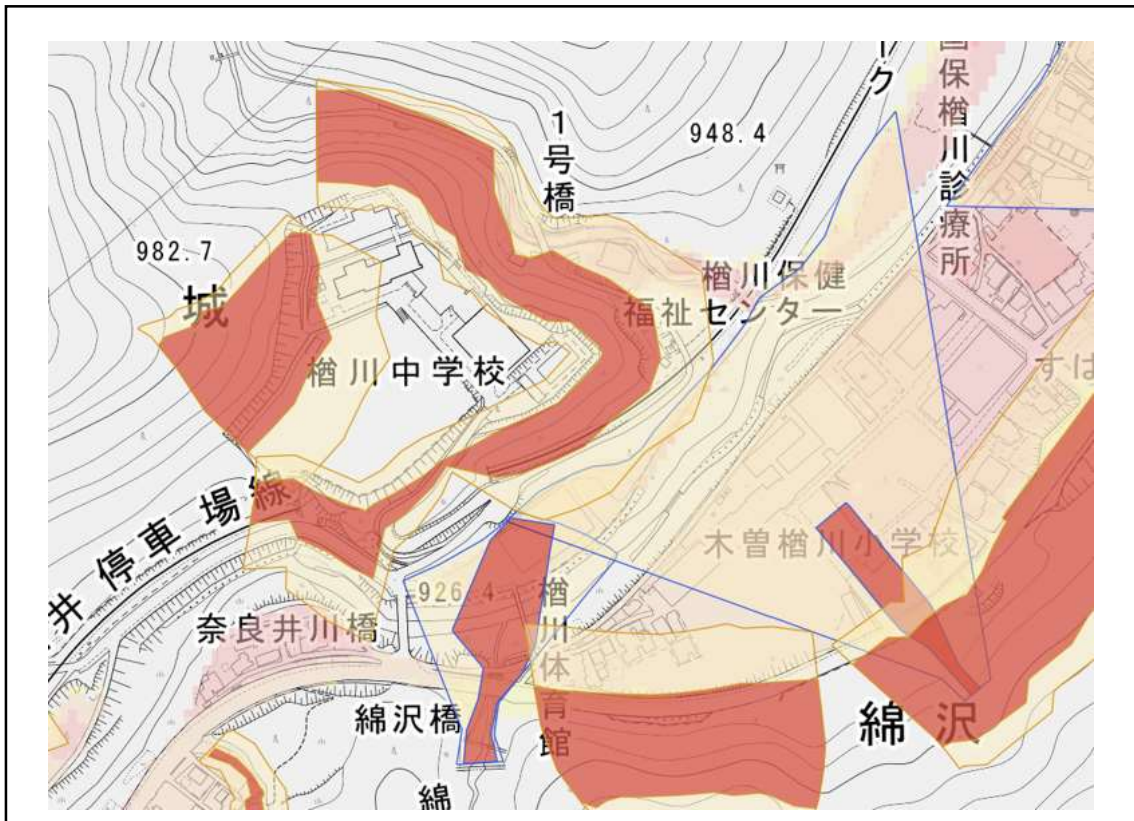 1号橋
948.4
国保楢川診療所
ーク
982.7
城
楢川保健
福祉センター
楢川中学校
すは
井停車場線
木曽楢川小学校
926.4
楢川体育館
奈良井川橋
綿沢橋
綿沢
綿